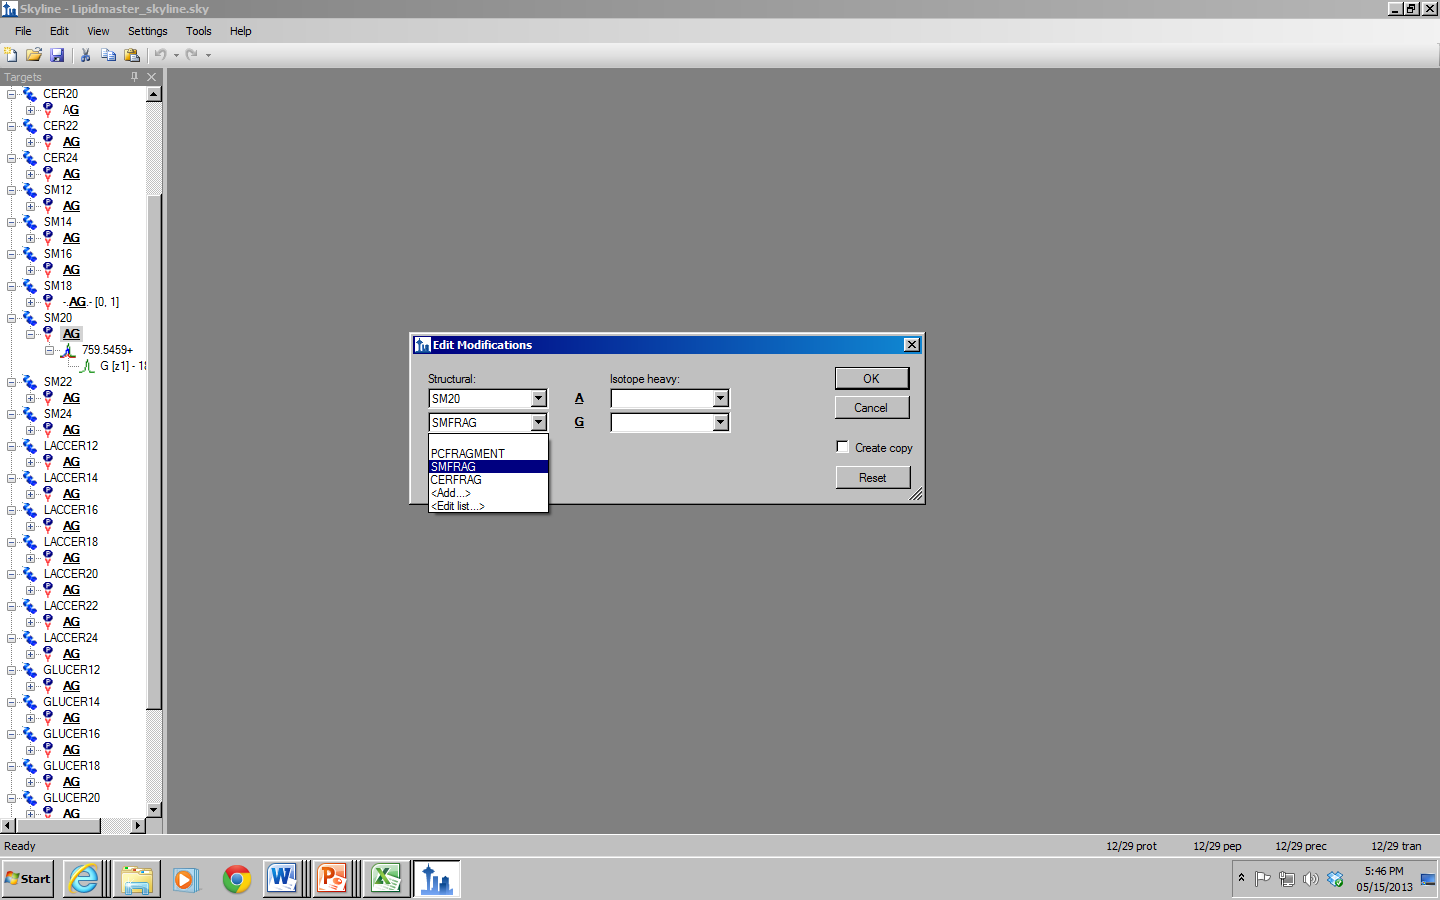 Skyline - Lipidmaster_skyline.sky
File Edit View Settings Tools Help
Targets
CER20
AG
CER22
AG
CER24
AG
SM12
AG
SM14
AG
SM16
AG
SM18
-.AG.- [0, 1]
SM20
AG
759.5459+
G [z1] - 18
SM22
AG
SM24
AG
LACCER12
AG
LACCER14
AG
LACCER16
AG
LACCER18
AG
LACCER20
AG
LACCER22
AG
LACCER24
AG
GLUCER12
AG
GLUCER14
AG
GLUCER16
AG
GLUCER18
AG
GLUCER20
AG
Edit Modifications
Structural: Isotope heavy:
SM20 A
SMFRAG G
PCFRAGMENT
SMFRAG
CERFRAG
<Add...>
<Edit list...>
OK
Cancel
Create copy
Reset
Ready 12/29 prot 12/29 pep 12/29 prec 12/29 tran
Start
5:46 PM
05/15/2013